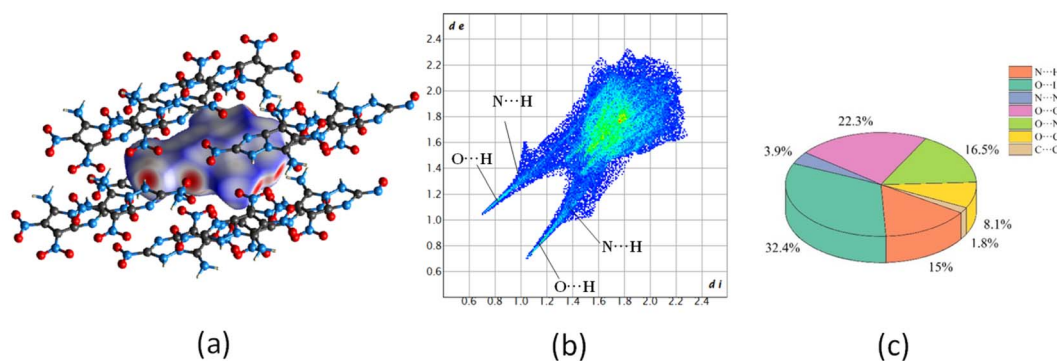 d e
2.4
2.2
2.0
1.8
1.6
1.4
1.2
1.0
0.8
0.6
N···H
O···H
N···H
O···H
0.6 0.8 1.0 1.2 1.4 1.6 1.8 2.0 2.2 2.4
d i
22.3%
16.5%
3.9%
8.1%
1.8%
32.4%
15%
N···H
N···N
O···N
(a)
(b)
(c)